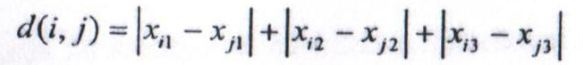 d(i, j) = |x_{i1} − x_{j1}| + |x_{i2} − x_{j2}| + |x_{i3} − x_{j3}|